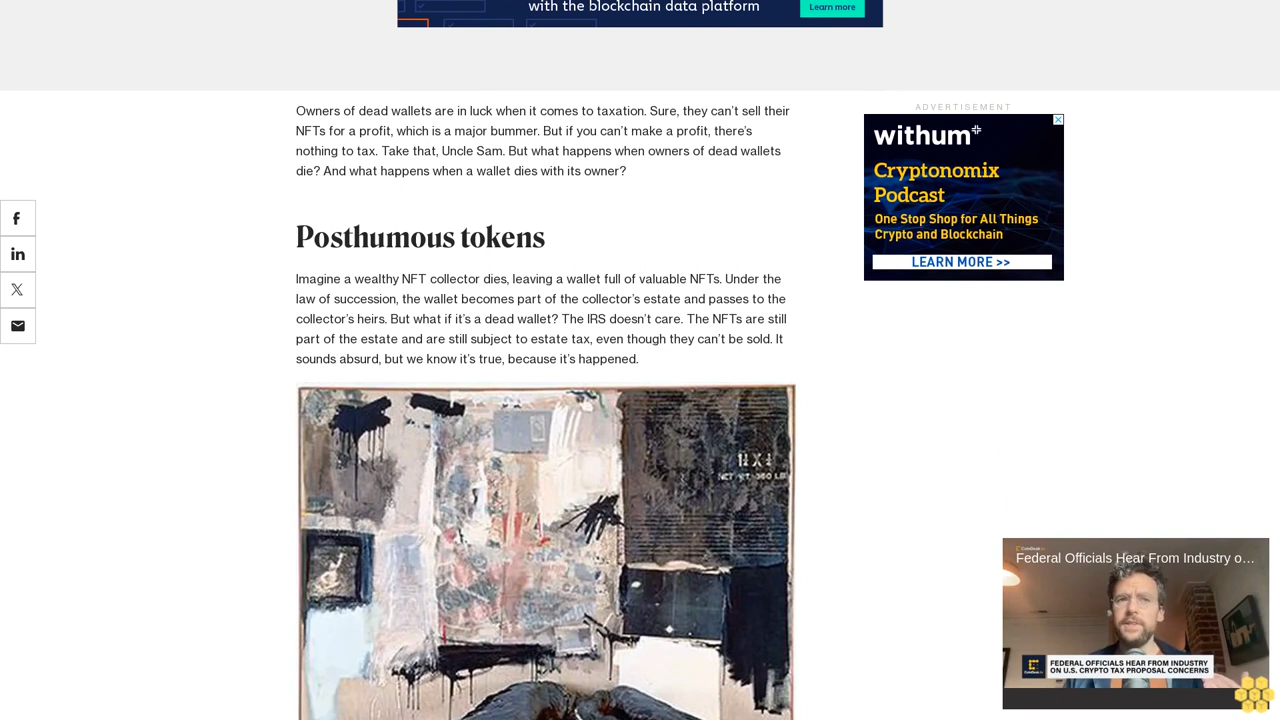 with the blockchain data platform
Learn more
Owners of dead wallets are in luck when it comes to taxation. Sure, they can’t sell their
NFTs for a profit, which is a major bummer. But if you can’t make a profit, there’s
nothing to tax. Take that, Uncle Sam. But what happens when owners of dead wallets
die? And what happens when a wallet dies with its owner?
Posthumous tokens
Imagine a wealthy NFT collector dies, leaving a wallet full of valuable NFTs. Under the
law of succession, the wallet becomes part of the collector’s estate and passes to the
collector’s heirs. But what if it’s a dead wallet? The IRS doesn’t care. The NFTs are still
part of the estate and are still subject to estate tax, even though they can’t be sold. It
sounds absurd, but we know it’s true, because it’s happened.
ADVERTISEMENT
withum+
Cryptonomix
Podcast
One Stop Shop for All Things
Crypto and Blockchain
LEARN MORE >>
Federal Officials Hear From Industry o…
FEDERAL OFFICIALS HEAR FROM INDUSTRY
ON U.S. CRYPTO TAX PROPOSAL CONCERNS